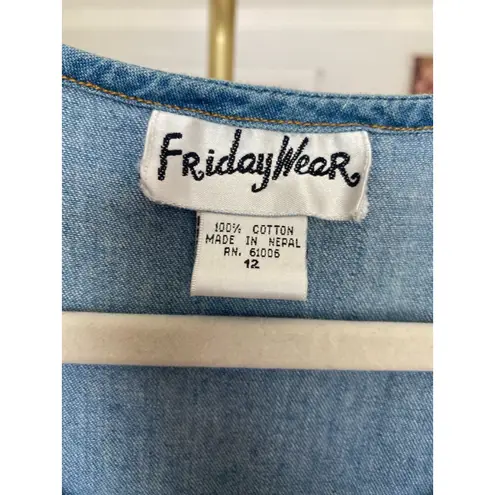 FRidayWeaR
100% COTTON
MADE IN NEPAL
RN. 61006
12